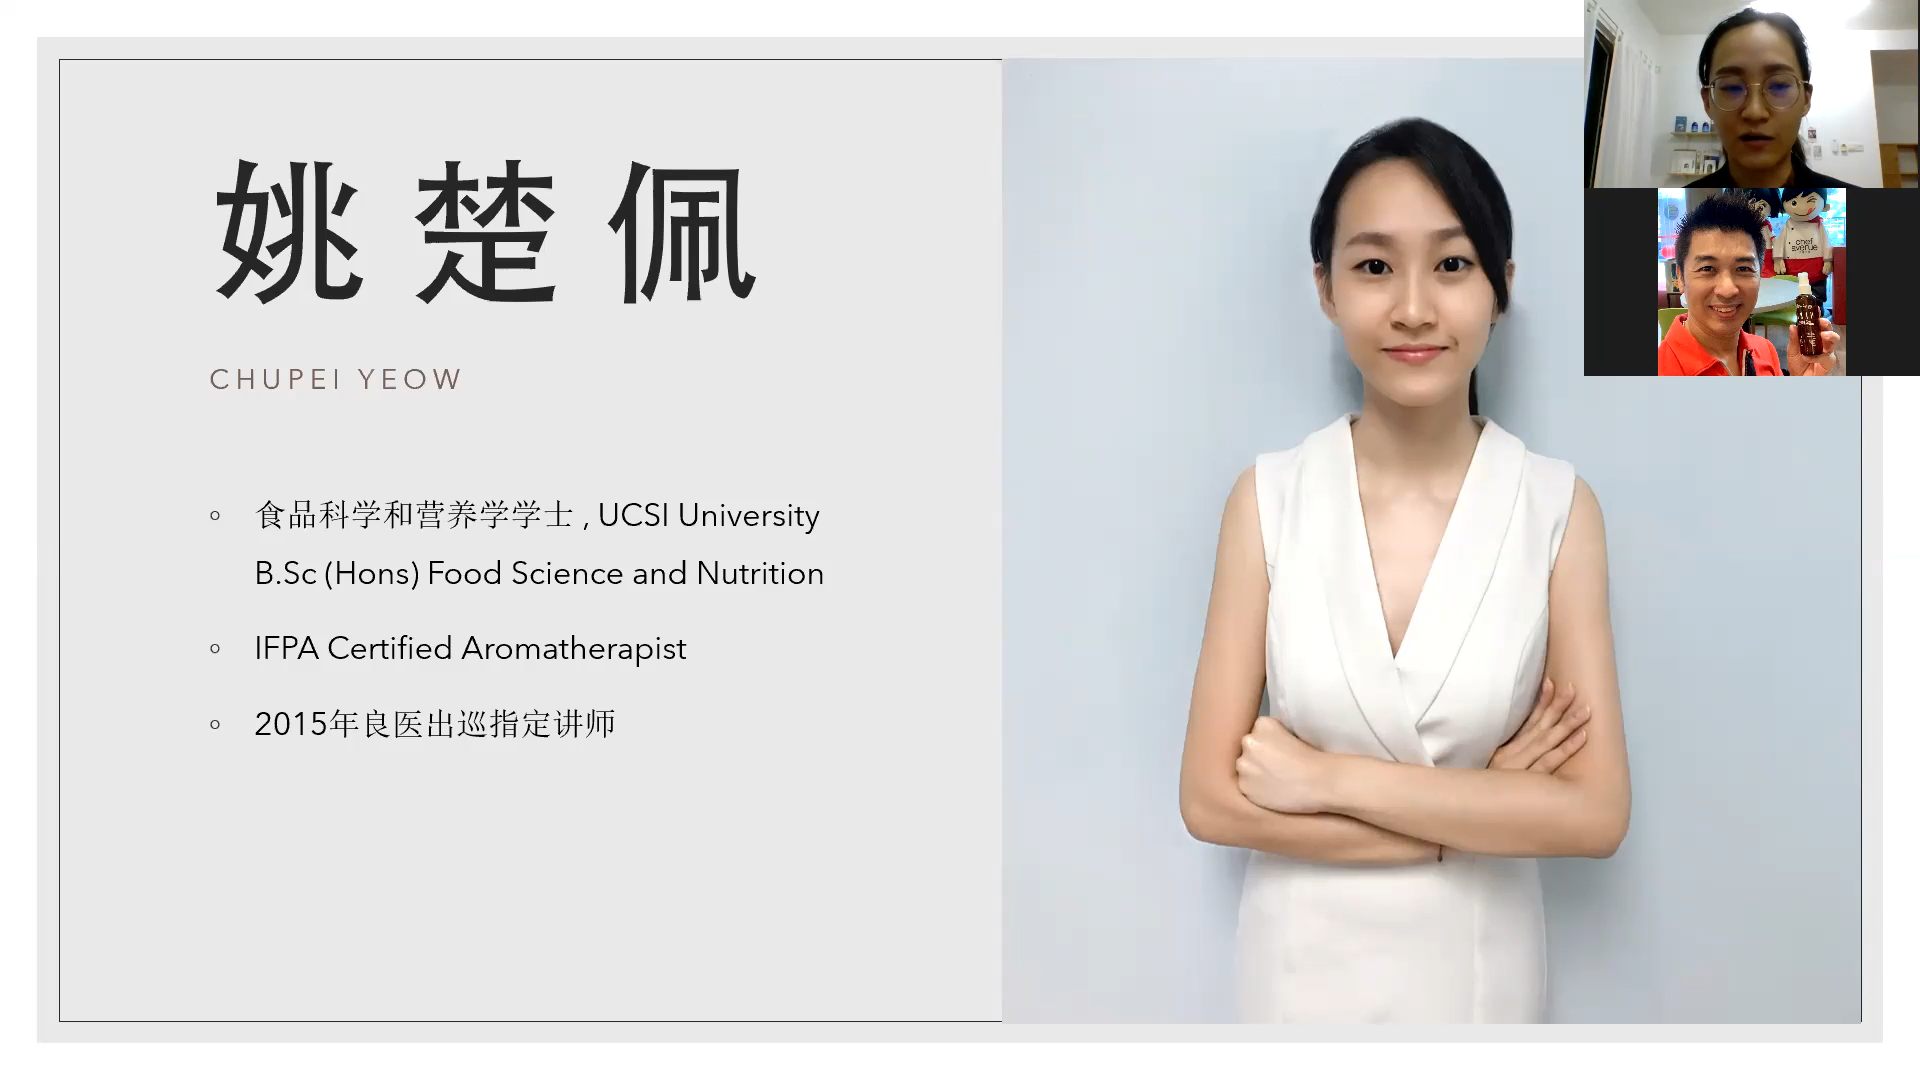 姚楚佩
CHUPEI YEOW
食品科学和营养学学士 , UCSI University
B.Sc (Hons) Food Science and Nutrition
IFPA Certified Aromatherapist
2015年良医出巡指定讲师
chef
avenue